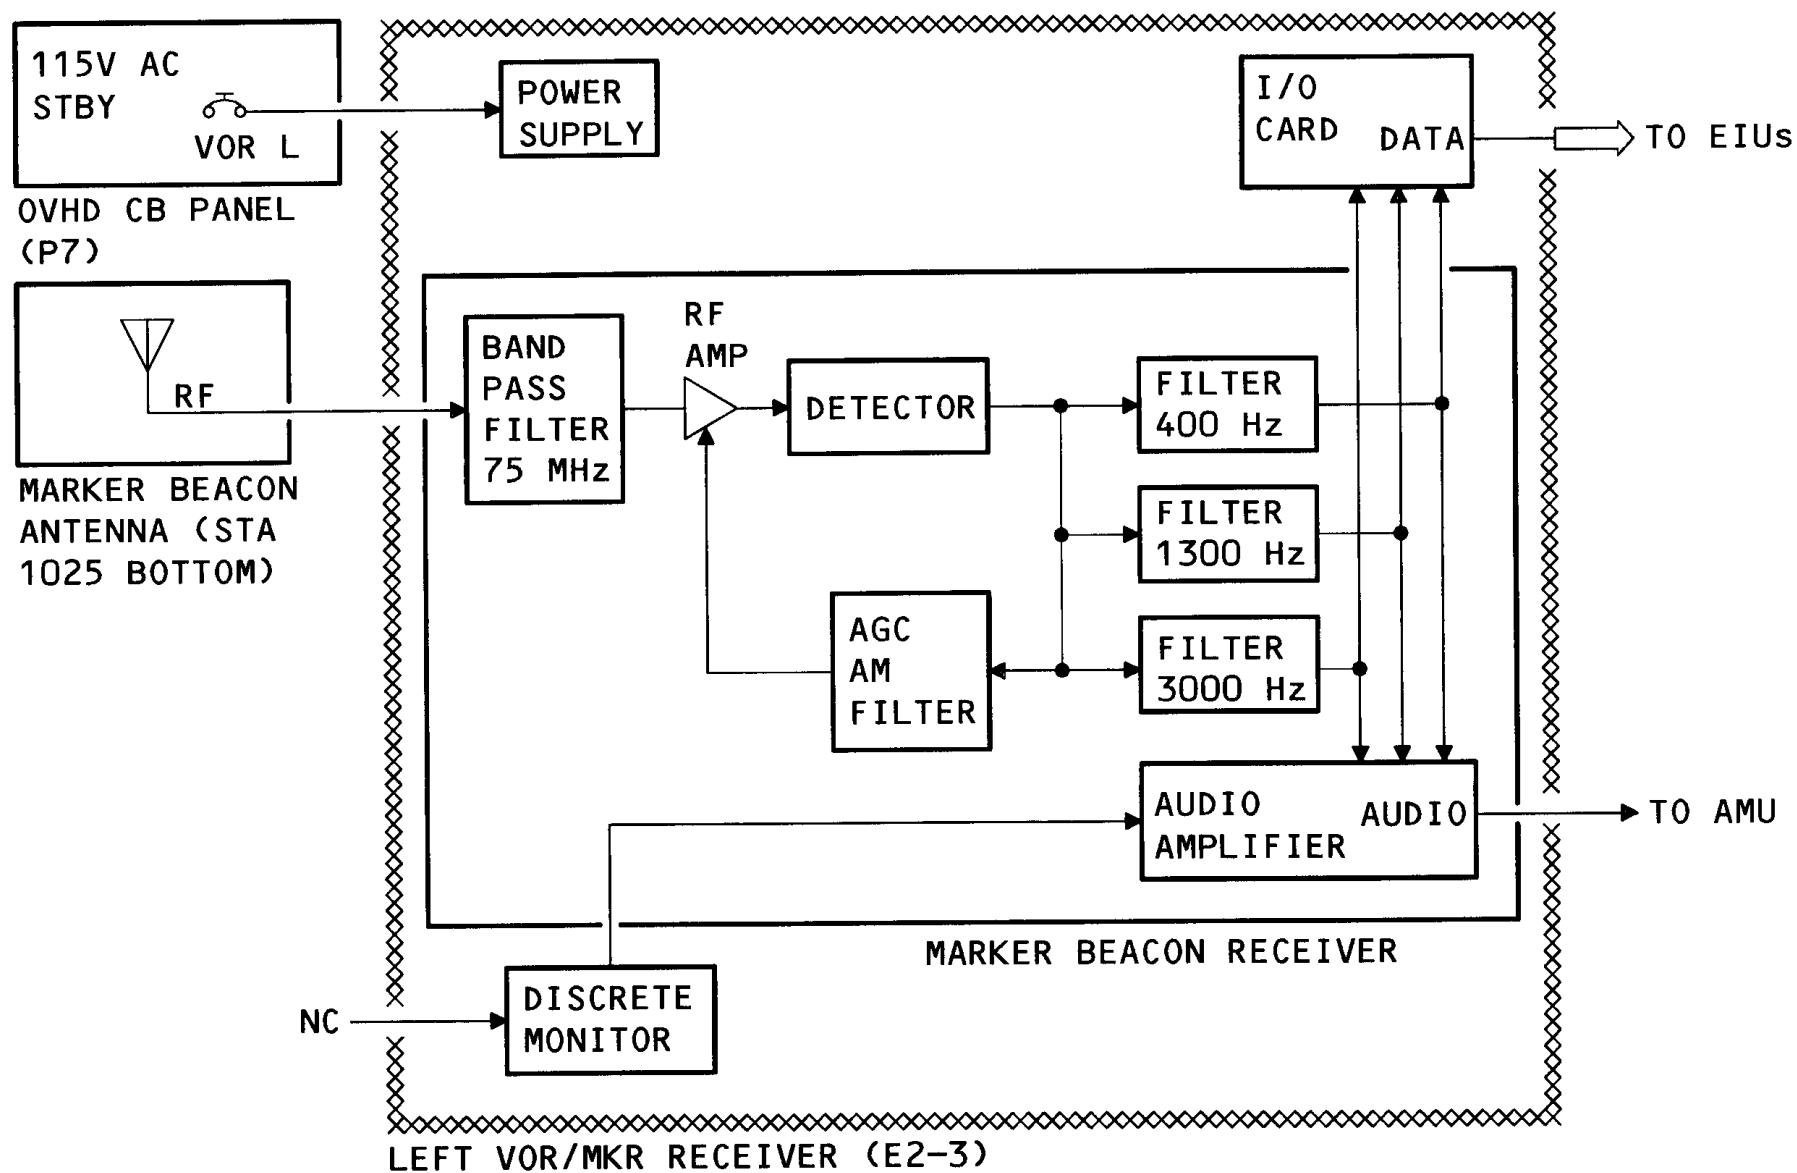 115V AC
STBY
VOR L
OVHD CB PANEL
(P7)
POWER
SUPPLY
I/O
CARD
DATA
TO EIUs
RF
MARKER BEACON
ANTENNA (STA
1025 BOTTOM)
BAND
PASS
FILTER
75 MHz
RF
AMP
DETECTOR
FILTER
400 Hz
FILTER
1300 Hz
FILTER
3000 Hz
AGC
AM
FILTER
AUDIO
AMPLIFIER
AUDIO
TO AMU
MARKER BEACON RECEIVER
NC
DISCRETE
MONITOR
LEFT VOR/MKR RECEIVER (E2-3)